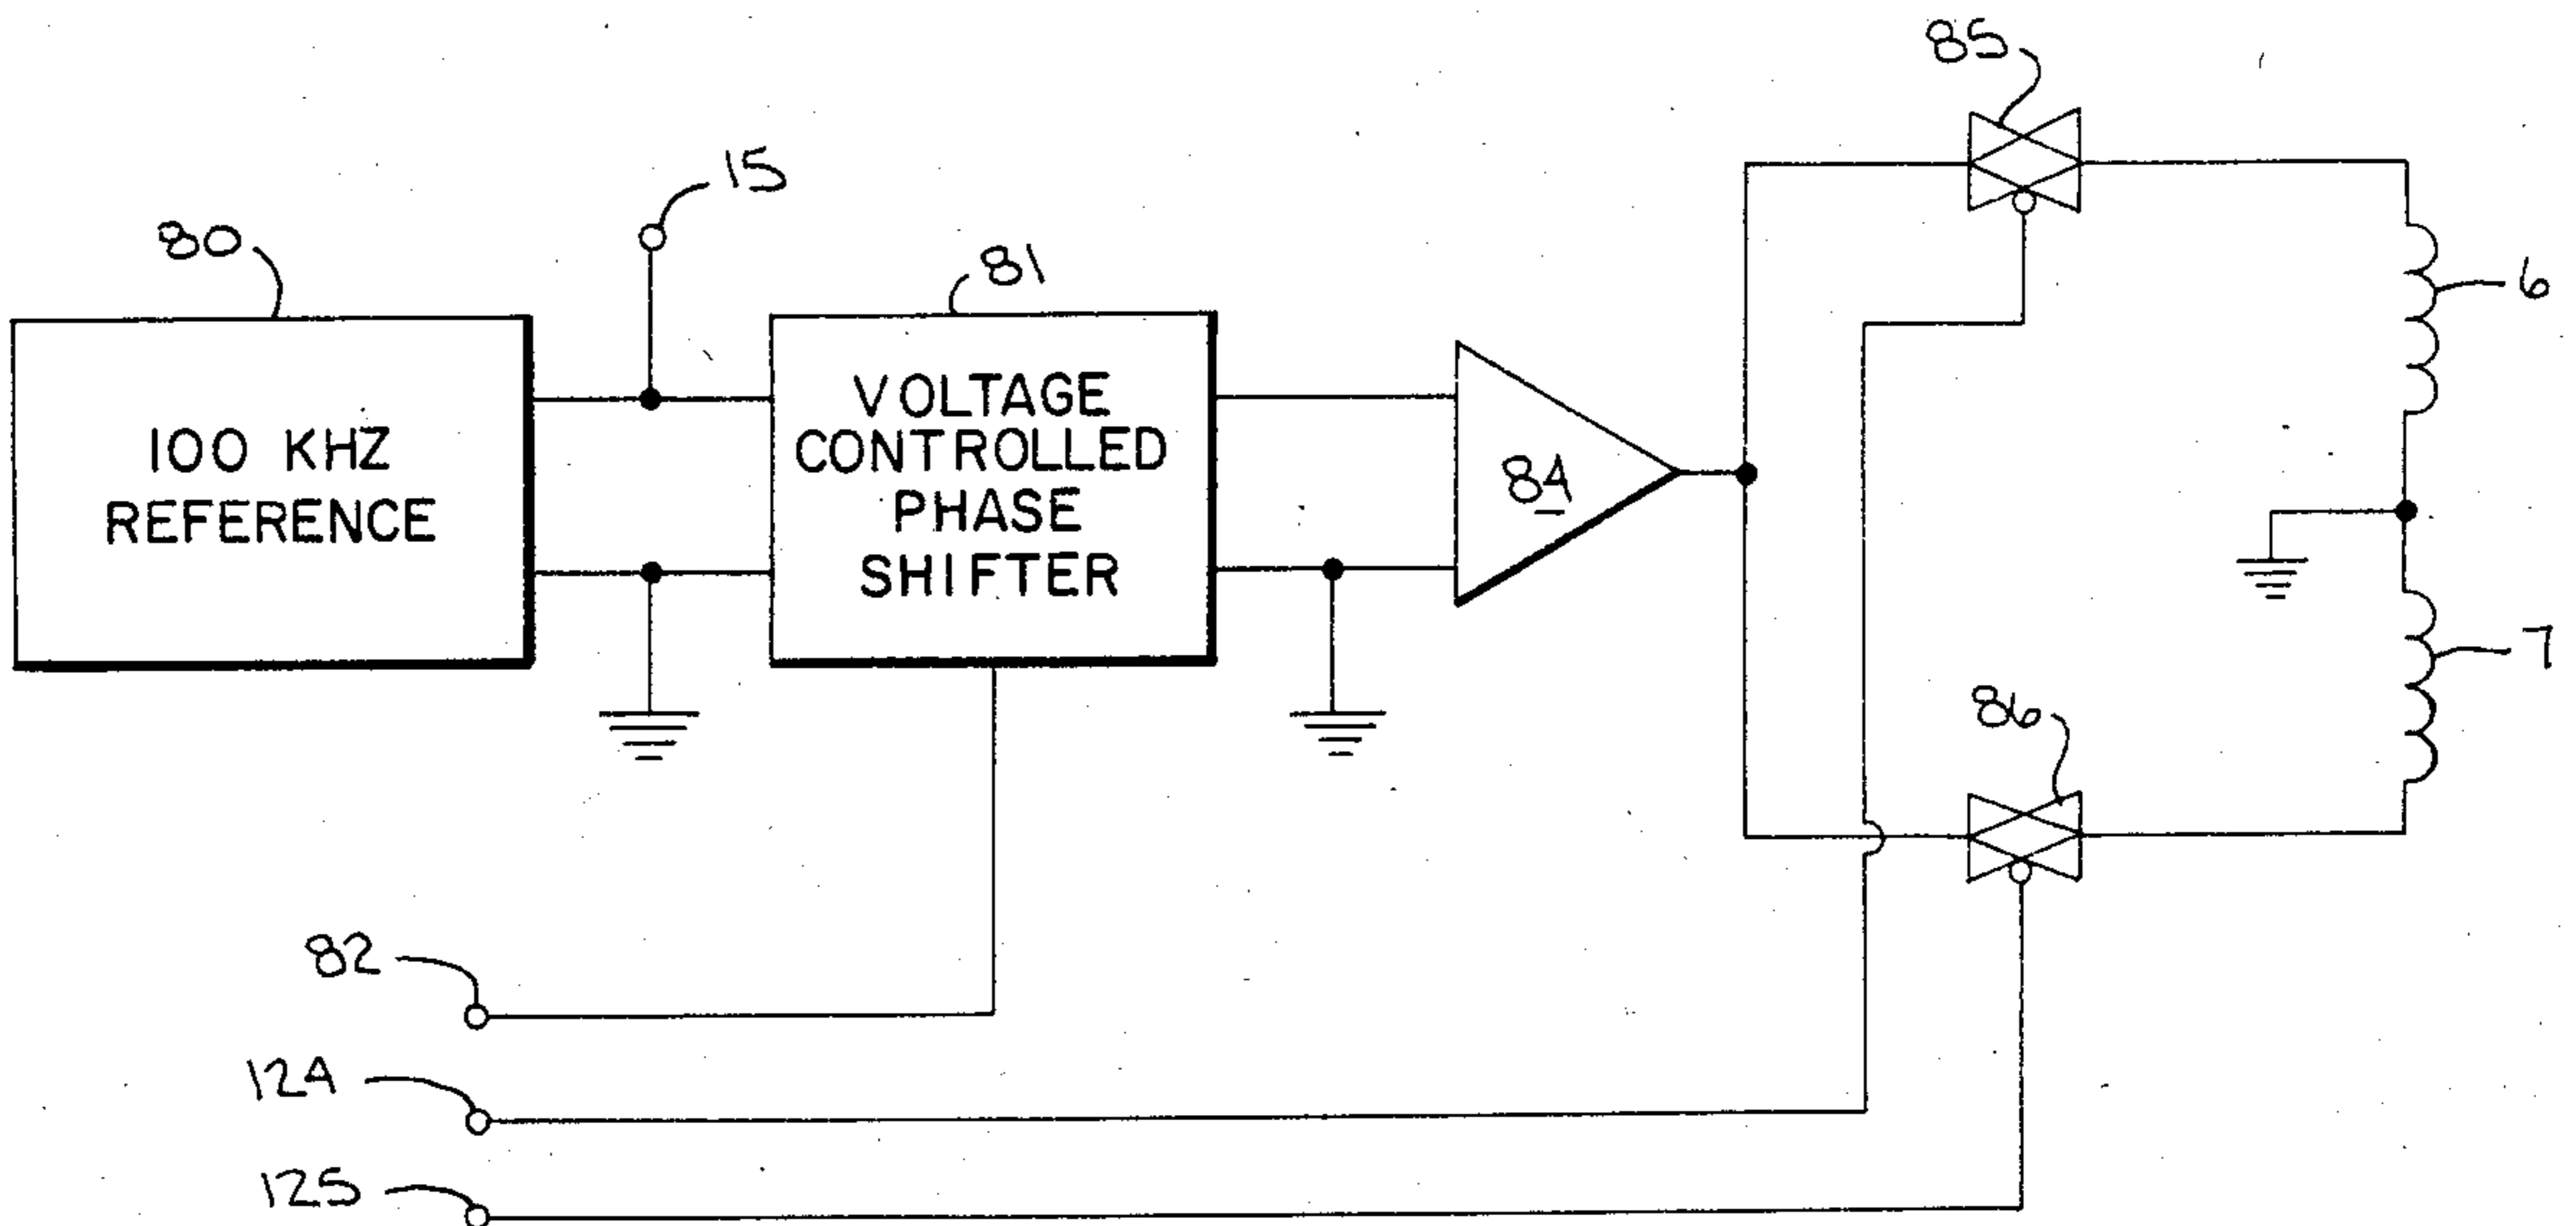 85
15
80
81
6
100 KHZ
REFERENCE
VOLTAGE
CONTROLLED
PHASE
SHIFTER
84
7
86
82
124
125